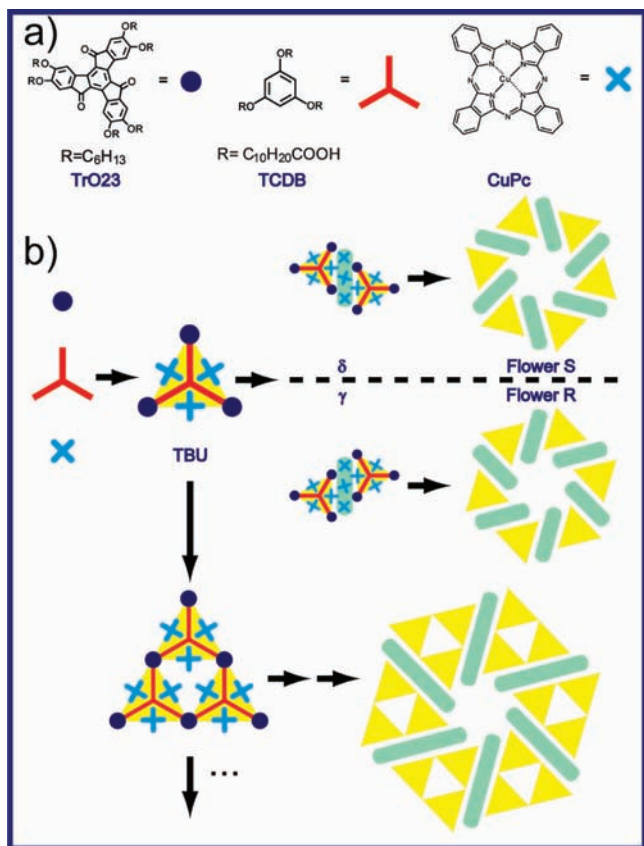 a)
OR
OR
RO
RO
O
O
O
OR
OR
=
R=C6H13
TrO23
OR
RO
OR
=
R= C10H20COOH
TCDB
N
N
N
N
N
N
N
N
Cu
=
CuPc
b)
δ
Flower S
γ
Flower R
TBU
...